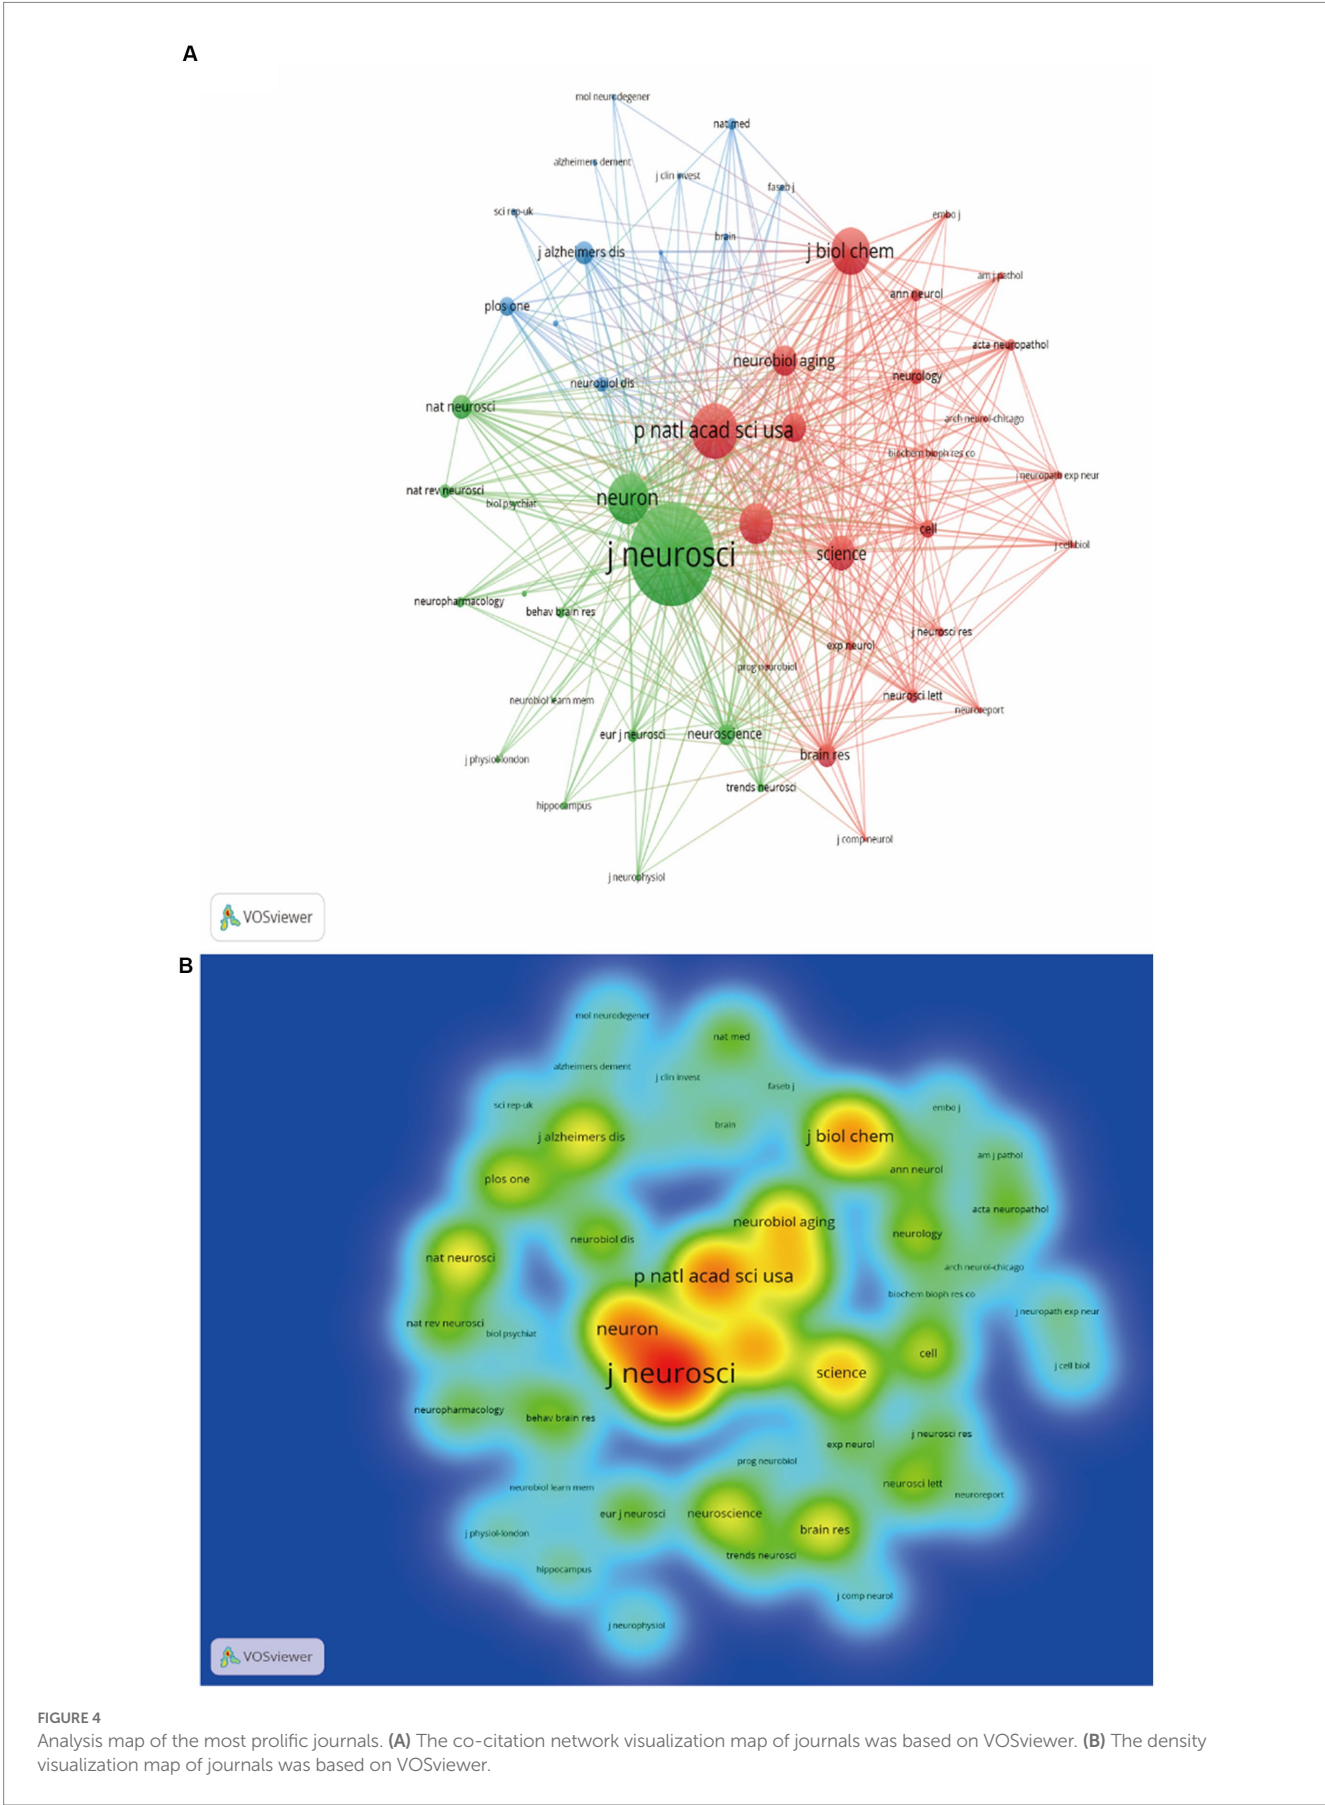 A
mol neurodegener
nat med
alzheimers dement
j clin invest
faseb j
sci rep-uk
embo j
brain
j alzheimers dis
j biol chem
am j pathol
ann neurol
plos one
acta neuropathol
neurobiol aging
neurology
neurobiol dis
nat neurosci
arch neurol-chicago
p natl acad sci usa
biochem bioph res co
j neuropath exp neur
nat rev neurosci
neuron
biol psychiat
cell
j cell biol
j neurosci
science
neuropharmacology
behav brain res
j neurosci res
exp neurol
prog neurobiol
neurobiol learn mem
neurosci lett
neuroreport
eur j neurosci
neuroscience
brain res
j physiol-london
trends neurosci
hippocampus
j comp neurol
j neurophysiol
VOSviewer
B
mol neurodegener
nat med
alzheimers dement
j clin invest
faseb j
sci rep-uk
embo j
brain
j alzheimers dis
j biol chem
am j pathol
ann neurol
plos one
acta neuropathol
neurobiol aging
neurology
neurobiol dis
nat neurosci
arch neurol-chicago
p natl acad sci usa
biochem bioph res co
j neuropath exp neur
nat rev neurosci
neuron
biol psychiat
cell
j cell biol
j neurosci
science
neuropharmacology
behav brain res
j neurosci res
exp neurol
prog neurobiol
neurobiol learn mem
neurosci lett
neuroreport
eur j neurosci
neuroscience
brain res
j physiol-london
trends neurosci
hippocampus
j comp neurol
j neurophysiol
VOSviewer
FIGURE 4
Analysis map of the most prolific journals. (A) The co-citation network visualization map of journals was based on VOSviewer. (B) The density
visualization map of journals was based on VOSviewer.